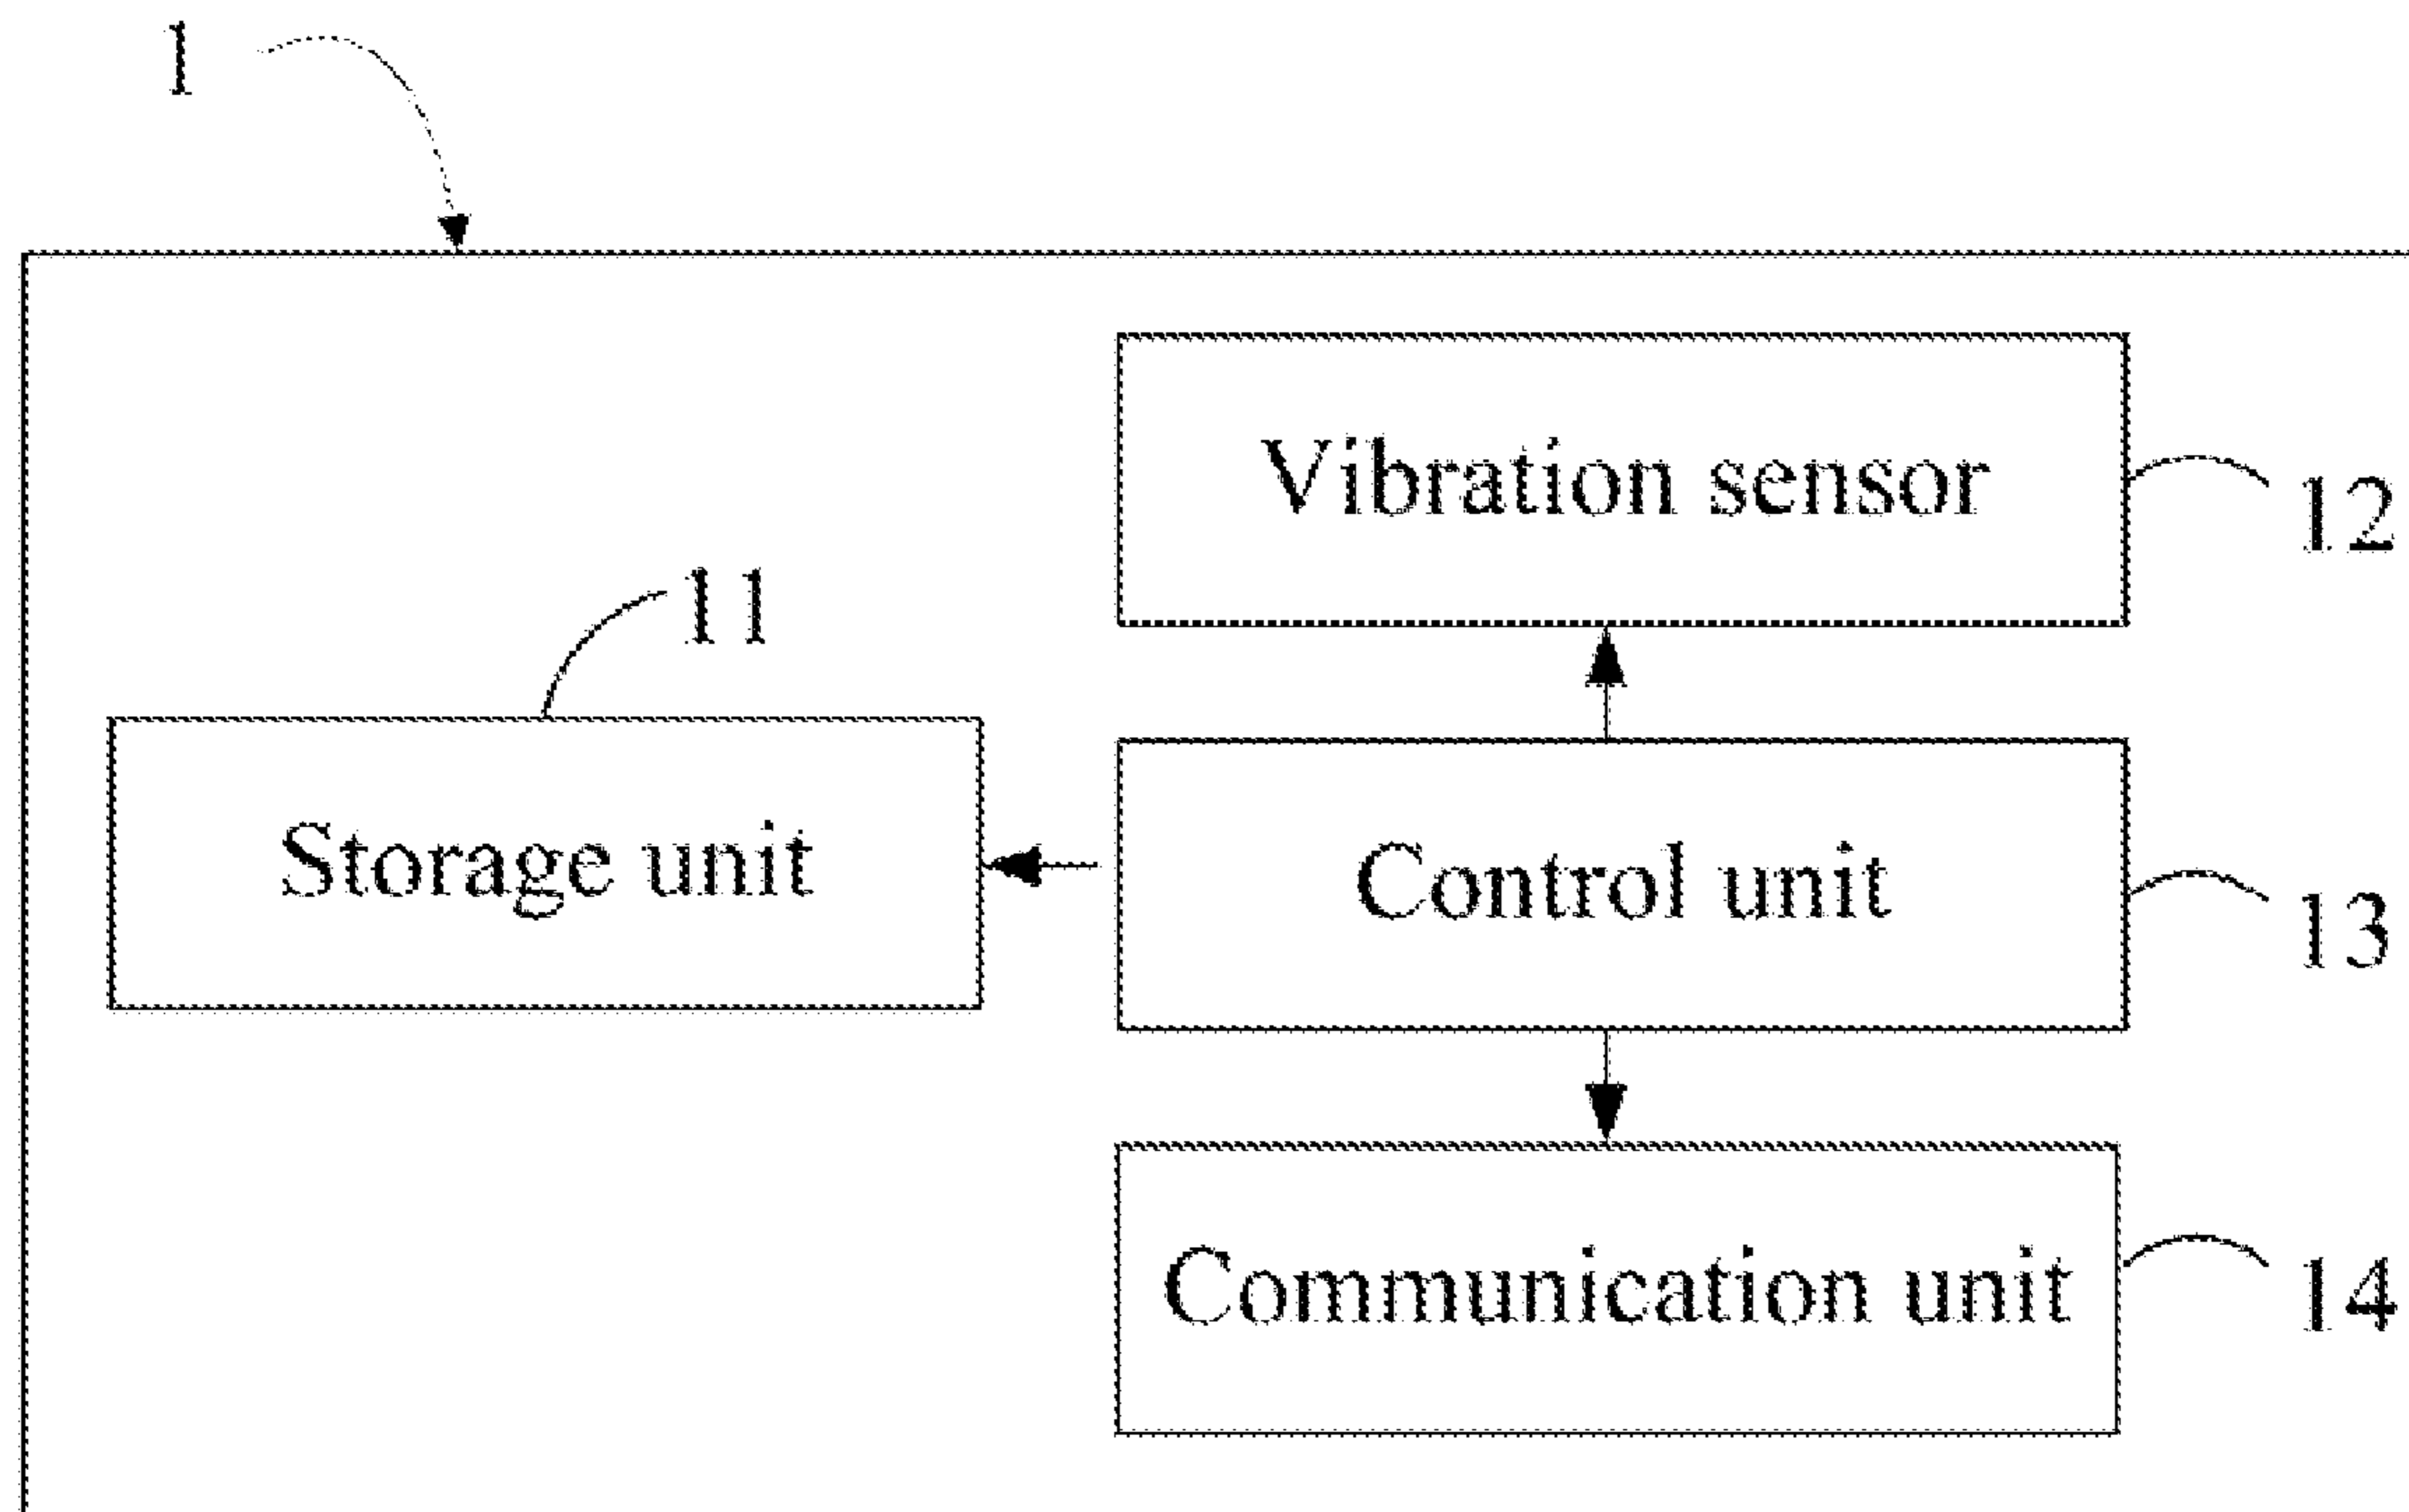 1
Vibration sensor
12
11
Storage unit
Control unit
13
Communication unit
14